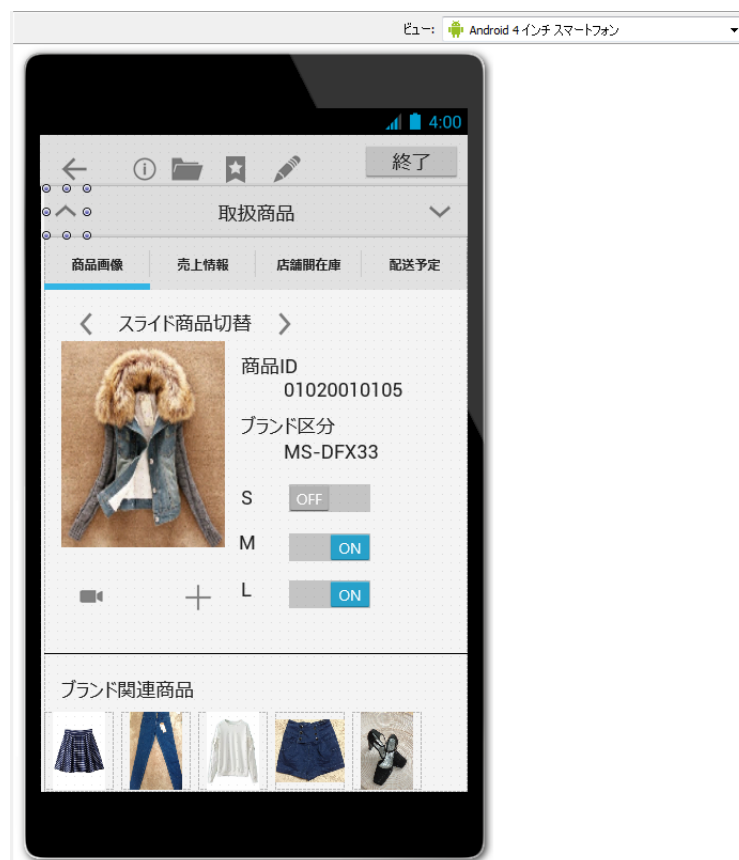 ビュー: Android 4 インチ スマートフォン
4:00
終了
取扱商品
商品画像 売上情報 店舗間在庫 配送予定
スライド商品切替
商品ID
01020010105
ブランド区分
MS-DFX33
S OFF
M ON
L ON
ブランド関連商品